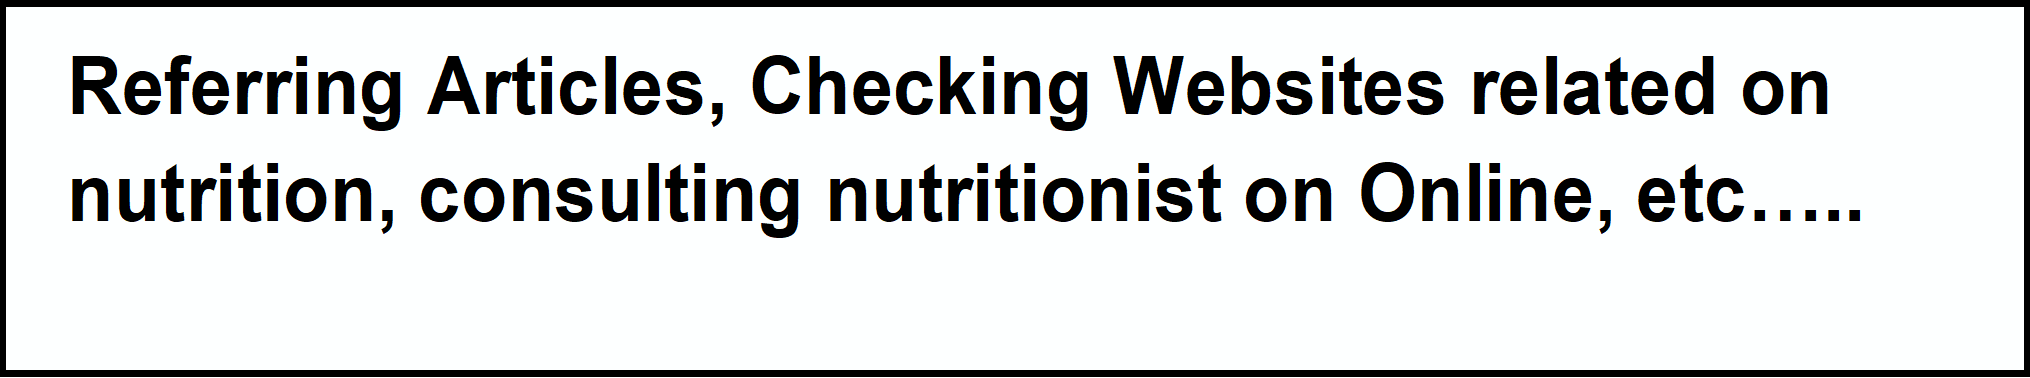 Referring Articles, Checking Websites related on
nutrition, consulting nutritionist on Online, etc…..